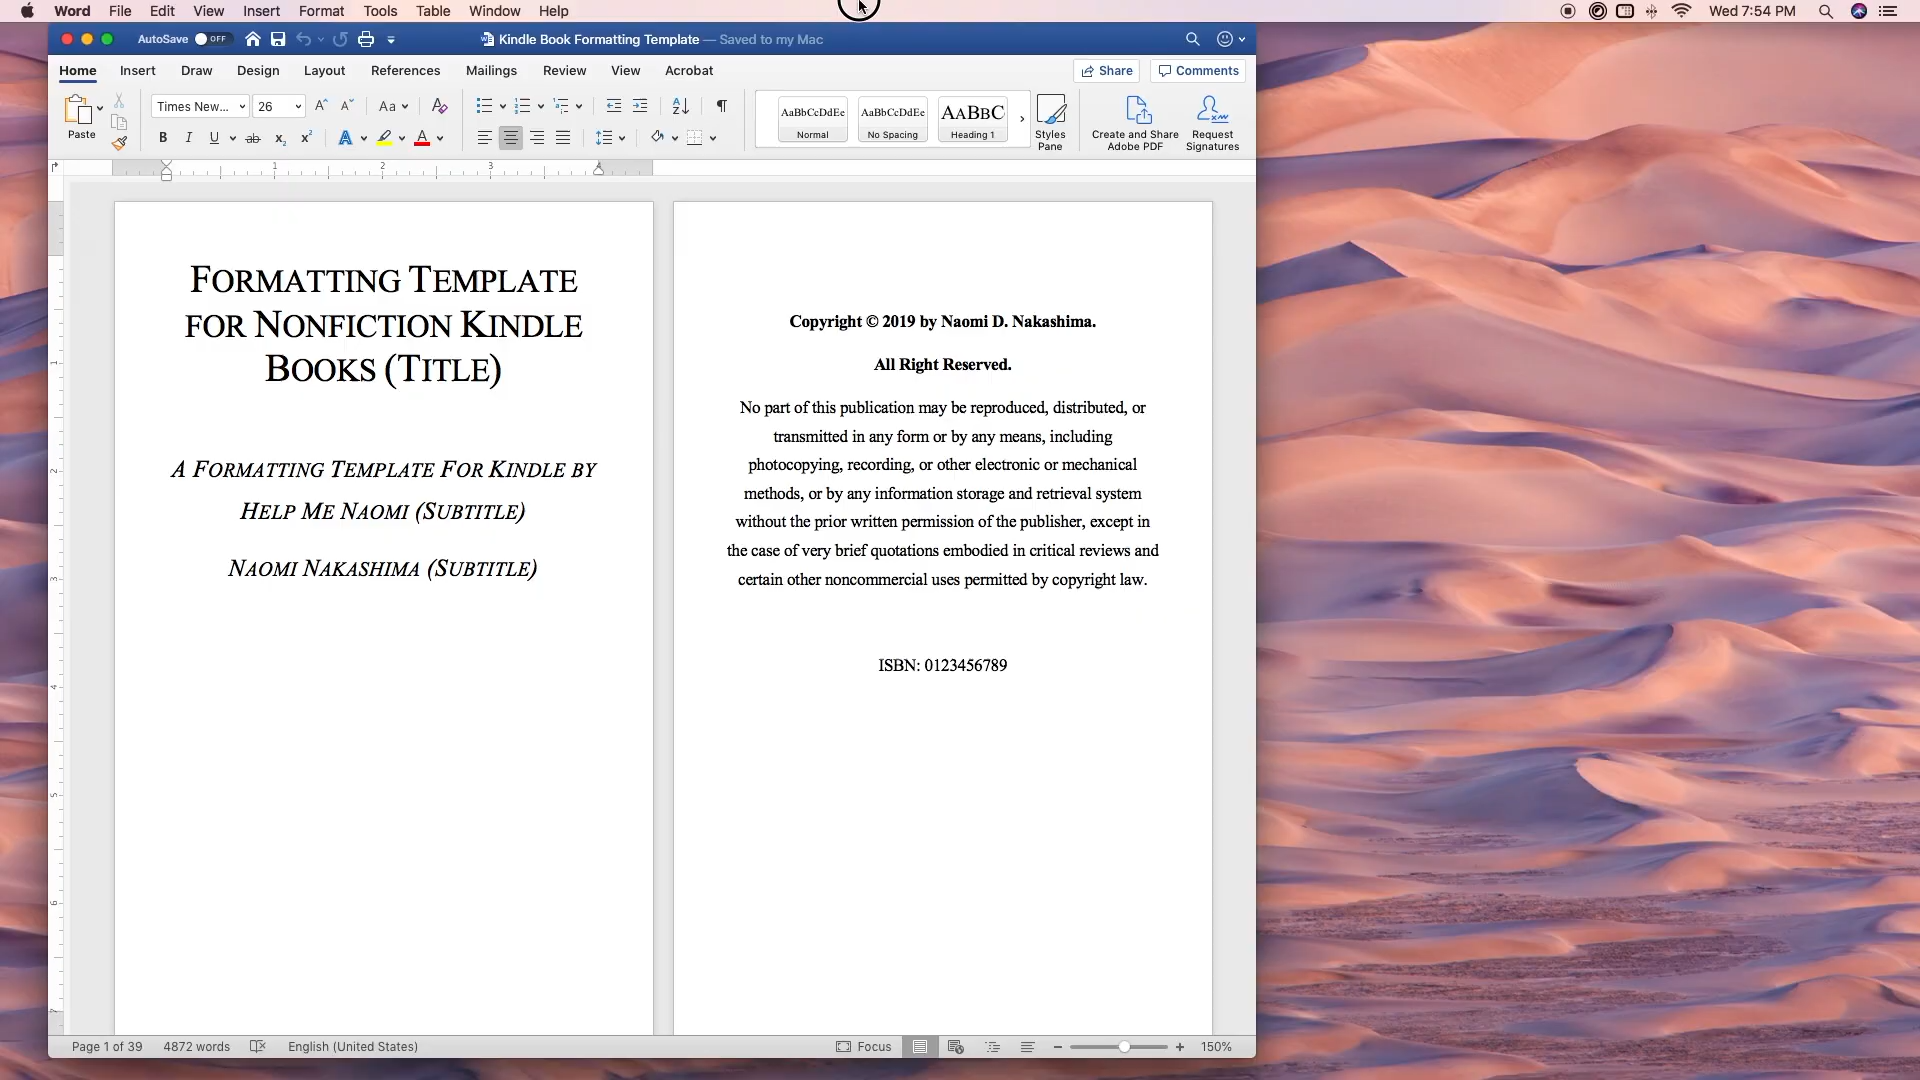 Word File Edit View Insert Format Tools Table Window Help Wed 7:54 PM
AutoSave OFF Kindle Book Formatting Template — Saved to my Mac
Home Insert Draw Design Layout References Mailings Review View Acrobat Share Comments
Paste Times New... 26 Aa AaBbCcDdEe Normal AaBbCcDdEe No Spacing AABBC Heading 1 Styles Pane Create and Share Adobe PDF Request Signatures
1 2 3 4
FORMATTING TEMPLATE
FOR NONFICTION KINDLE
BOOKS (TITLE)
A FORMATTING TEMPLATE FOR KINDLE BY
HELP ME NAOMI (SUBTITLE)
NAOMI NAKASHIMA (SUBTITLE)
Copyright © 2019 by Naomi D. Nakashima.
All Right Reserved.
No part of this publication may be reproduced, distributed, or
transmitted in any form or by any means, including
photocopying, recording, or other electronic or mechanical
methods, or by any information storage and retrieval system
without the prior written permission of the publisher, except in
the case of very brief quotations embodied in critical reviews and
certain other noncommercial uses permitted by copyright law.
ISBN: 0123456789
Page 1 of 39 4872 words English (United States) Focus 150%